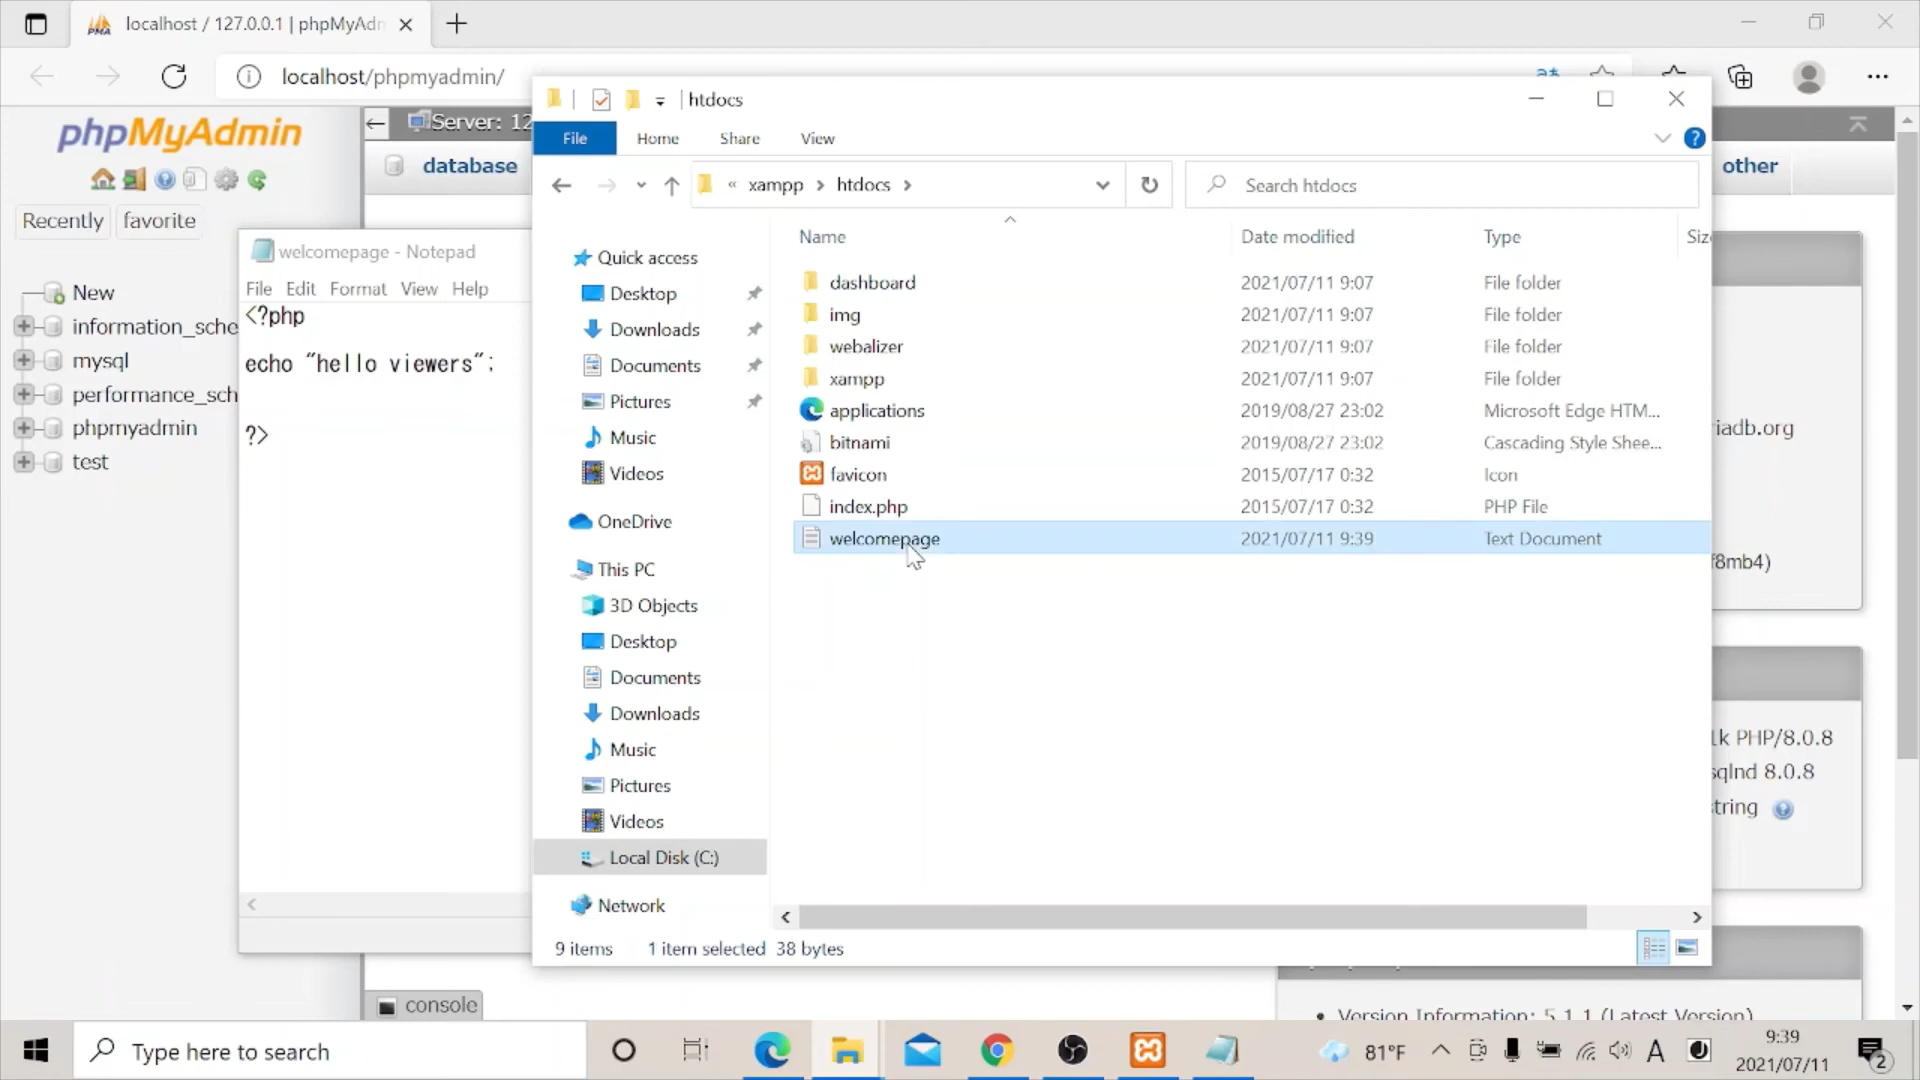 localhost / 127.0.0.1 | phpMyAdn
localhost/phpmyadmin/
phpMyAdmin
Recently favorite
New
information_sche
mysql
performance_sch
phpmyadmin
test
Server: 12
database
other
welcomepage - Notepad
File Edit Format View Help
<?php
echo "hello viewers";
?>
htdocs
File Home Share View
« xampp > htdocs >
Search htdocs
Quick access
Desktop
Downloads
Documents
Pictures
Music
Videos
OneDrive
This PC
3D Objects
Desktop
Documents
Downloads
Music
Pictures
Videos
Local Disk (C:)
Network
Name Date modified Type Siz
dashboard 2021/07/11 9:07 File folder
img 2021/07/11 9:07 File folder
webalizer 2021/07/11 9:07 File folder
xampp 2021/07/11 9:07 File folder
applications 2019/08/27 23:02 Microsoft Edge HTM...
bitnami 2019/08/27 23:02 Cascading Style Shee...
favicon 2015/07/17 0:32 Icon
index.php 2015/07/17 0:32 PHP File
welcomepage 2021/07/11 9:39 Text Document
9 items 1 item selected 38 bytes
iadb.org
f8mb4)
1k PHP/8.0.8
sqlnd 8.0.8
tring
console
Version Information: 5.1.1 (Latest Version)
Type here to search
81°F
A
9:39
2021/07/11
2